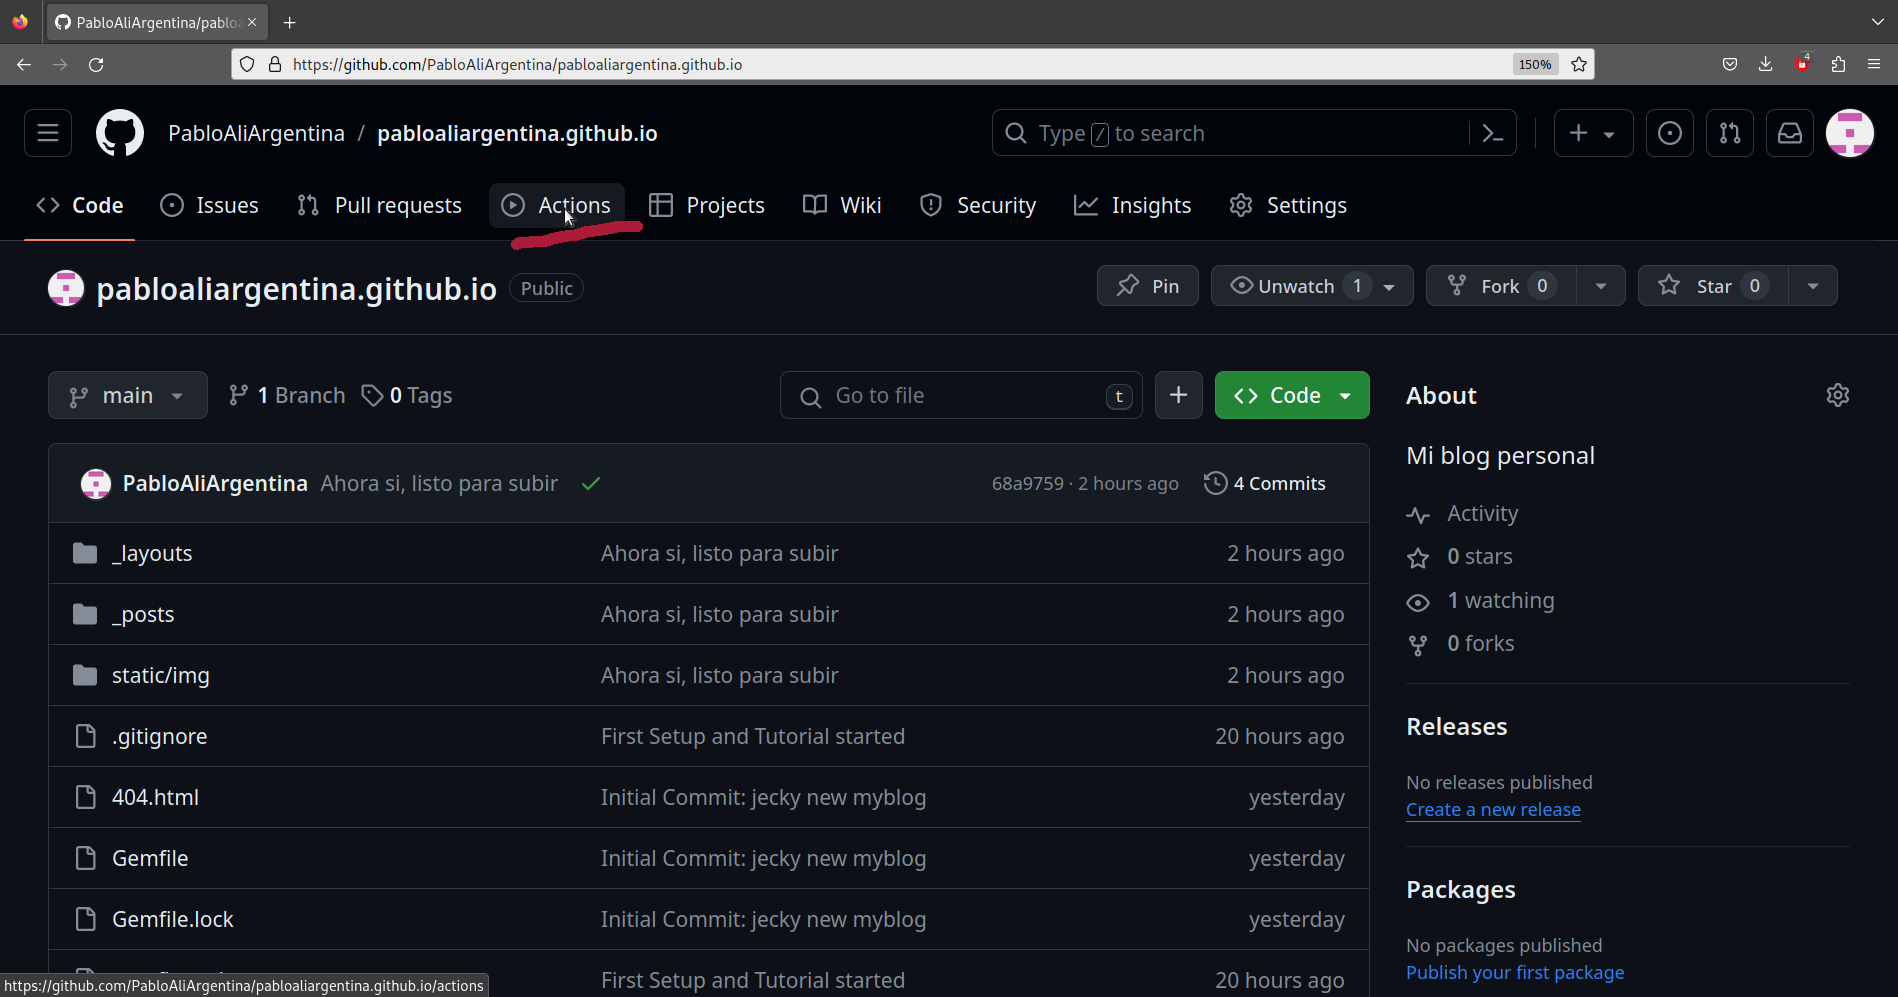 PabloAliArgentina/pablo
https://github.com/PabloAliArgentina/pabloaliargentina.github.io
150%
4
PabloAliArgentina / pabloaliargentina.github.io
Type / to search
Code Issues Pull requests Actions Projects Wiki Security Insights Settings
pabloaliargentina.github.io Public
Pin Unwatch 1 Fork 0 Star 0
main 1 Branch 0 Tags Go to file t + Code
About
Mi blog personal
PabloAliArgentina Ahora si, listo para subir 68a9759 · 2 hours ago 4 Commits
_layouts Ahora si, listo para subir 2 hours ago
_posts Ahora si, listo para subir 2 hours ago
static/img Ahora si, listo para subir 2 hours ago
.gitignore First Setup and Tutorial started 20 hours ago
404.html Initial Commit: jecky new myblog yesterday
Gemfile Initial Commit: jecky new myblog yesterday
Gemfile.lock Initial Commit: jecky new myblog yesterday
First Setup and Tutorial started 20 hours ago
Activity
0 stars
1 watching
0 forks
Releases
No releases published
Create a new release
Packages
No packages published
Publish your first package
https://github.com/PabloAliArgentina/pabloaliargentina.github.io/actions